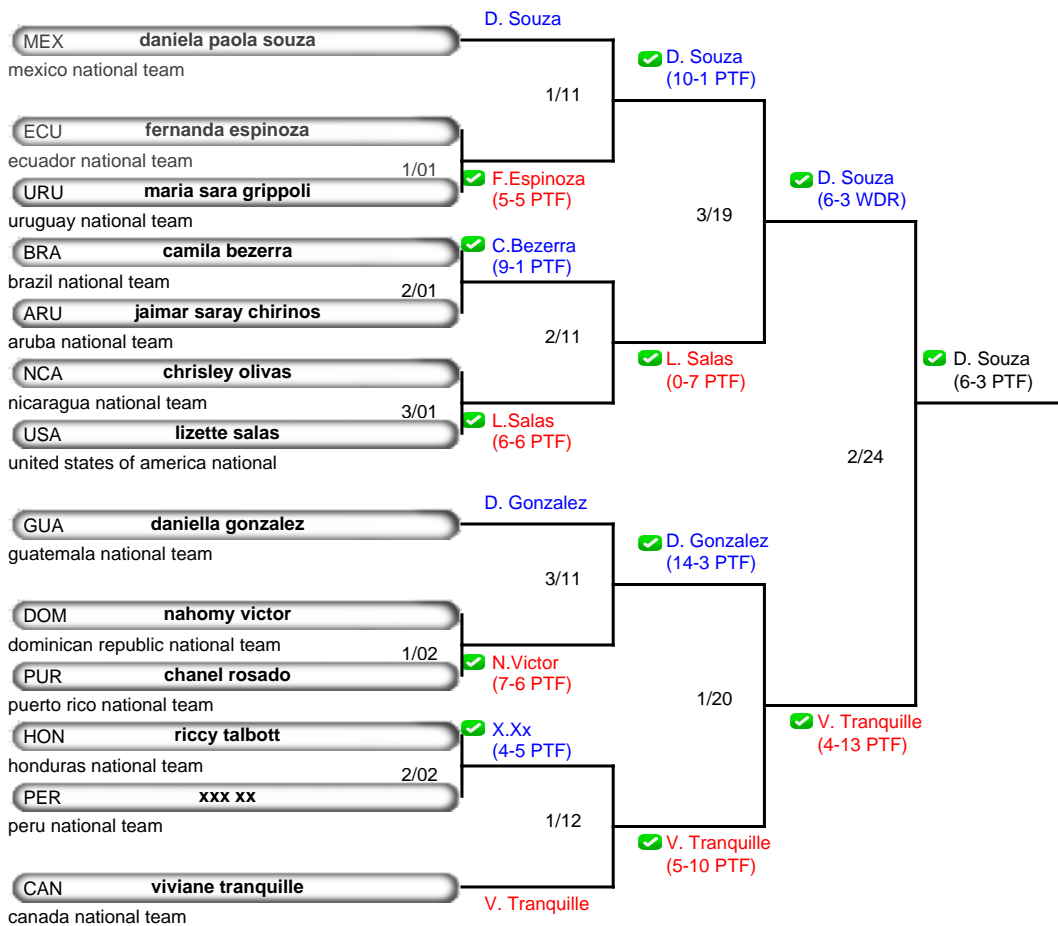 D. Souza
MEX daniela paola souza
mexico national team
D. Souza
(10-1 PTF)
1/11
ECU fernanda espinoza
ecuador national team
1/01
F.Espinoza
(5-5 PTF)
URU maria sara grippoli
uruguay national team
D. Souza
(6-3 WDR)
3/19
BRA camila bezerra
brazil national team
C.Bezerra
(9-1 PTF)
2/01
ARU jaimar saray chirinos
aruba national team
2/11
L. Salas
(0-7 PTF)
D. Souza
(6-3 PTF)
NCA chrisley olivas
nicaragua national team
3/01
L.Salas
(6-6 PTF)
USA lizette salas
united states of america national
2/24
D. Gonzalez
GUA daniella gonzalez
guatemala national team
D. Gonzalez
(14-3 PTF)
3/11
DOM nahomy victor
dominican republic national team
1/02
N.Victor
(7-6 PTF)
PUR chanel rosado
puerto rico national team
1/20
V. Tranquille
(4-13 PTF)
HON riccy talbott
honduras national team
X.Xx
(4-5 PTF)
2/02
PER xxx xx
peru national team
1/12
V. Tranquille
(5-10 PTF)
CAN viviane tranquille
canada national team
V. Tranquille